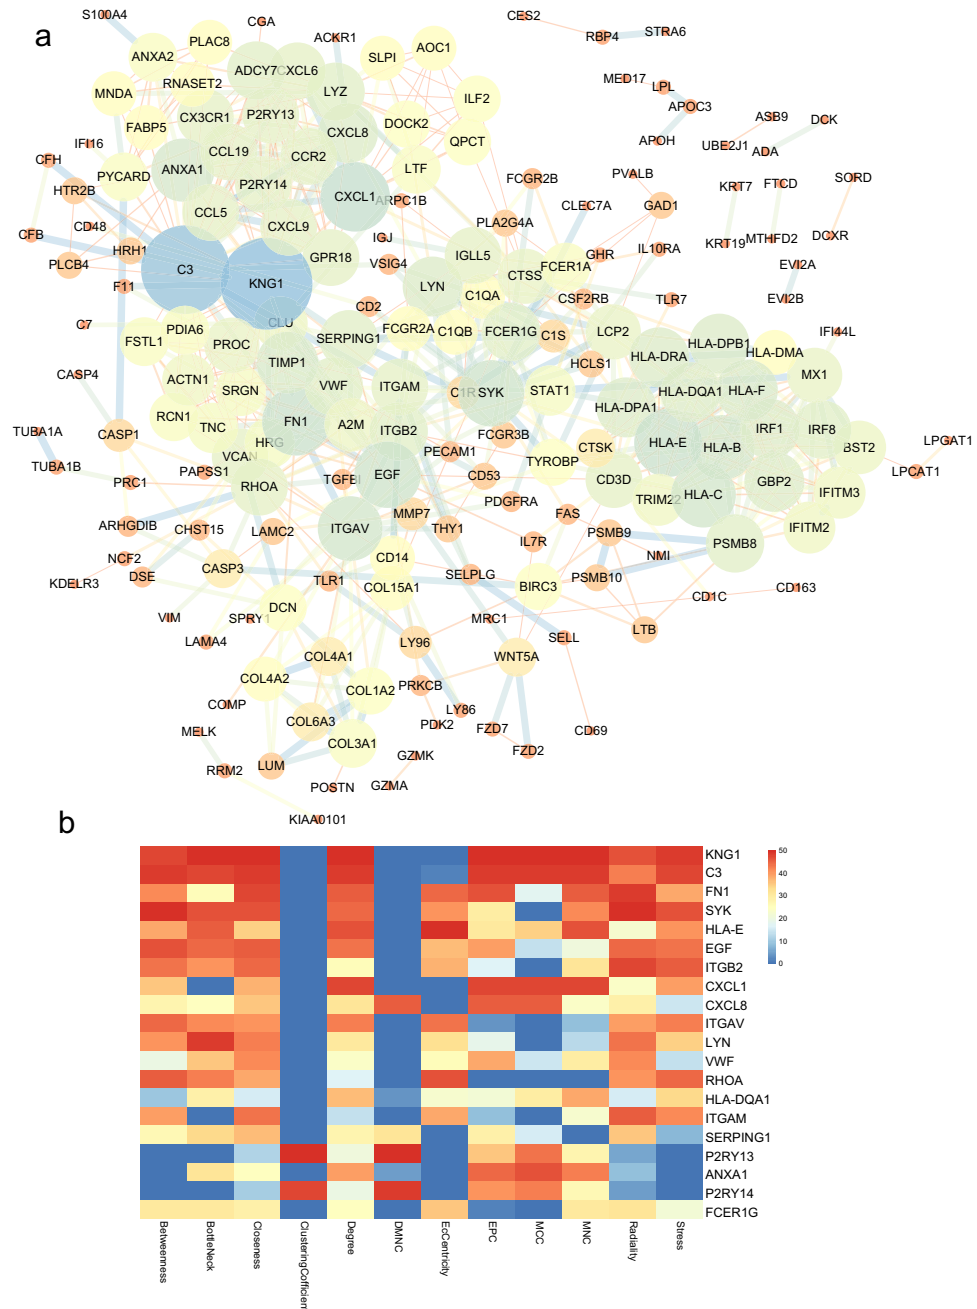 a
S100A4
CGA
CES2
RBP4
STRA6
PLAC8
ACKR1
ANXA2
SLPI
AOC1
ADCY7
CXCL6
RNASET2
MED17
LPL
MNDA
LYZ
ILF2
APOC3
CX3CR1
P2RY13
FABP5
DOCK2
CXCL8
ASB9
DCK
IFI16
QPCT
APOH
UBE2J1
ADA
CCL19
CCR2
CFH
ANXA1
LTF
PYCARD
PVALB
HTR2B
P2RY14
FCGR2B
KRT7
FTCD
SORD
CXCL1
ARPC1B
CLEC7A
GAD1
CCL5
CD48
CXCL9
PLA2G4A
CFB
IGJ
DCXR
KRT19
MTHFD2
HRH1
GPR18
IGLL5
GHR
IL10RA
PLCB4
VSIG4
FCER1A
EVI2A
C3
CTSS
F11
KNG1
LYN
C1QA
CSF2RB
TLR7
EVI2B
CD2
C7
CLU
PDIA6
FCGR2A
C1QB
FCER1G
C1S
LCP2
IFI44L
FSTL1
PROC
SERPING1
HLA-DPB1
HLA-DRA
HLA-DMA
TIMP1
HCLS1
CASP4
ACTN1
MX1
SRGN
VWF
ITGAM
C1R
SYK
STAT1
HLA-DQA1
HLA-F
HLA-DPA1
RCN1
TNC
FN1
A2M
ITGB2
TUBA1A
CASP1
FCGR3B
IRF1
IRF8
HRG
HLA-E
HLA-B
LPGAT1
CTSK
BST2
VCAN
PECAM1
TYROBP
TUBA1B
PAPSS1
LPCAT1
EGF
CD53
PRC1
RHOA
TGFBI
CD3D
GBP2
TRIM22
HLA-C
IFITM3
PDGFRA
MMP7
FAS
ARHGDIB
CHST15
LAMC2
ITGAV
THY1
PSMB9
IFITM2
IL7R
PSMB8
NMI
NCF2
CD14
CASP3
DSE
SELPLG
PSMB10
KDELR3
TLR1
COL15A1
BIRC3
CD163
CD1C
DCN
VIM
SPRY1
MRC1
LTB
SELL
LAMA4
LY96
COL4A1
WNT5A
COL4A2
PRKCB
COL1A2
COMP
LY86
COL6A3
PDK2
MELK
FZD7
CD69
COL3A1
FZD2
GZMK
RRM2
LUM
POSTN
GZMA
KIAA0101
b
KNG1
C3
FN1
SYK
HLA-E
EGF
ITGB2
CXCL1
CXCL8
ITGAV
LYN
VWF
RHOA
HLA-DQA1
ITGAM
SERPING1
P2RY13
ANXA1
P2RY14
FCER1G
50
40
30
20
10
0
Betweenness
BottleNeck
Closeness
ClusteringCofficien
Degree
DMNC
EcCentricity
EPC
MCC
MNC
Radiality
Stress